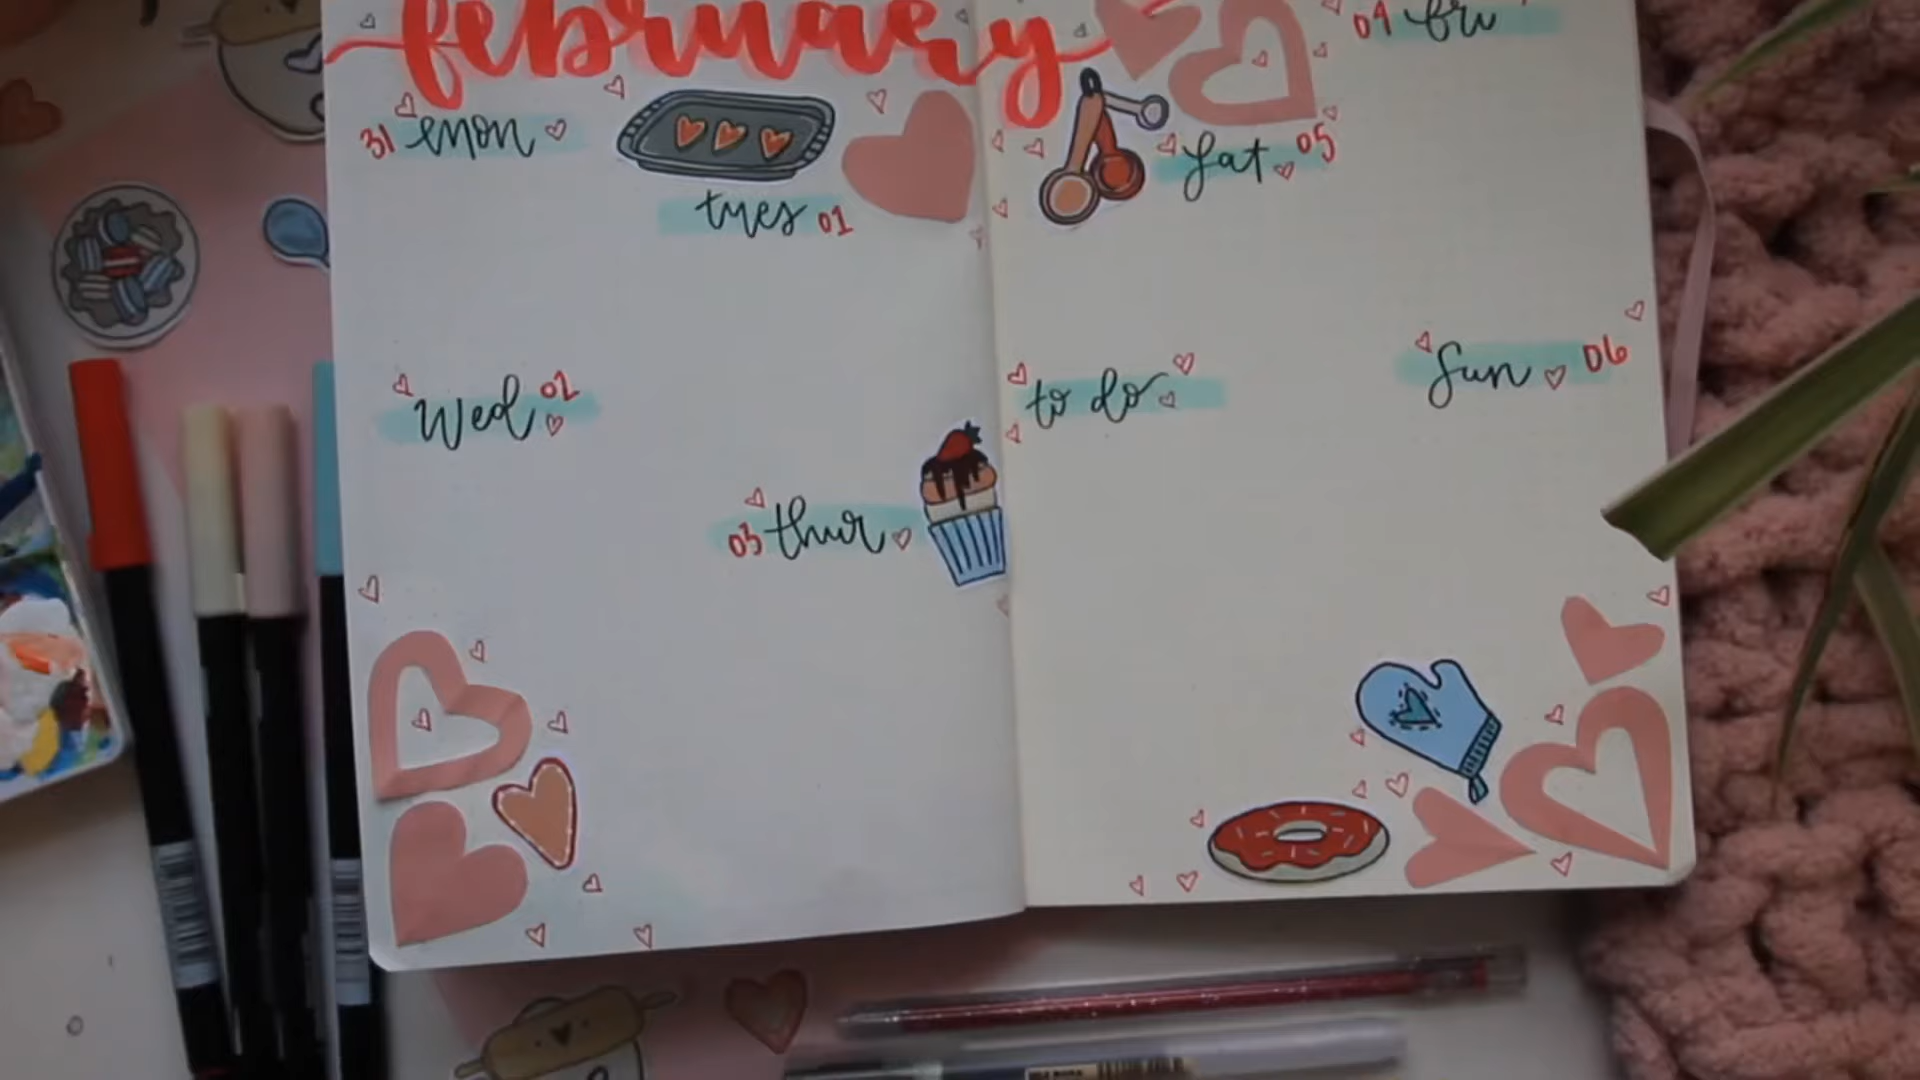 february
31 mon
tues 01
Wed 02
03 thur
04 fri
Sat 05
to do
Sun 06